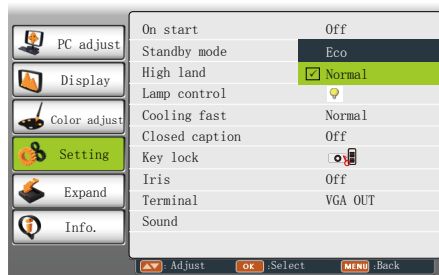 PC adjust
Display
Color adjust
Setting
Expand
Info.
On start Off
Standby mode Eco
High land Normal
Lamp control
Cooling fast Normal
Closed caption Off
Key lock
Iris Off
Terminal VGA OUT
Sound
: Adjust OK :Select MENU :Back